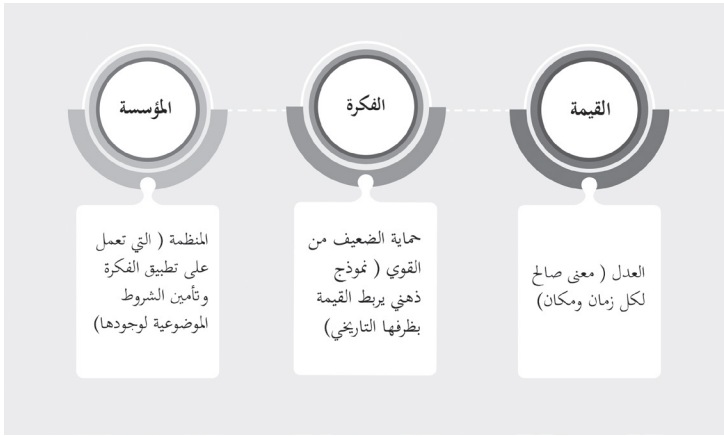 القيمة
العدل ( معنى صالح
لكل زمان ومكان)
الفكرة
حماية الضعيف من
القوي ( نموذج
ذهني يربط القيمة
بظرفها التاريخي)
المؤسسة
المنظمة ( التي تعمل
على تطبيق الفكرة
وتأمين الشروط
الموضوعية لوجودها)